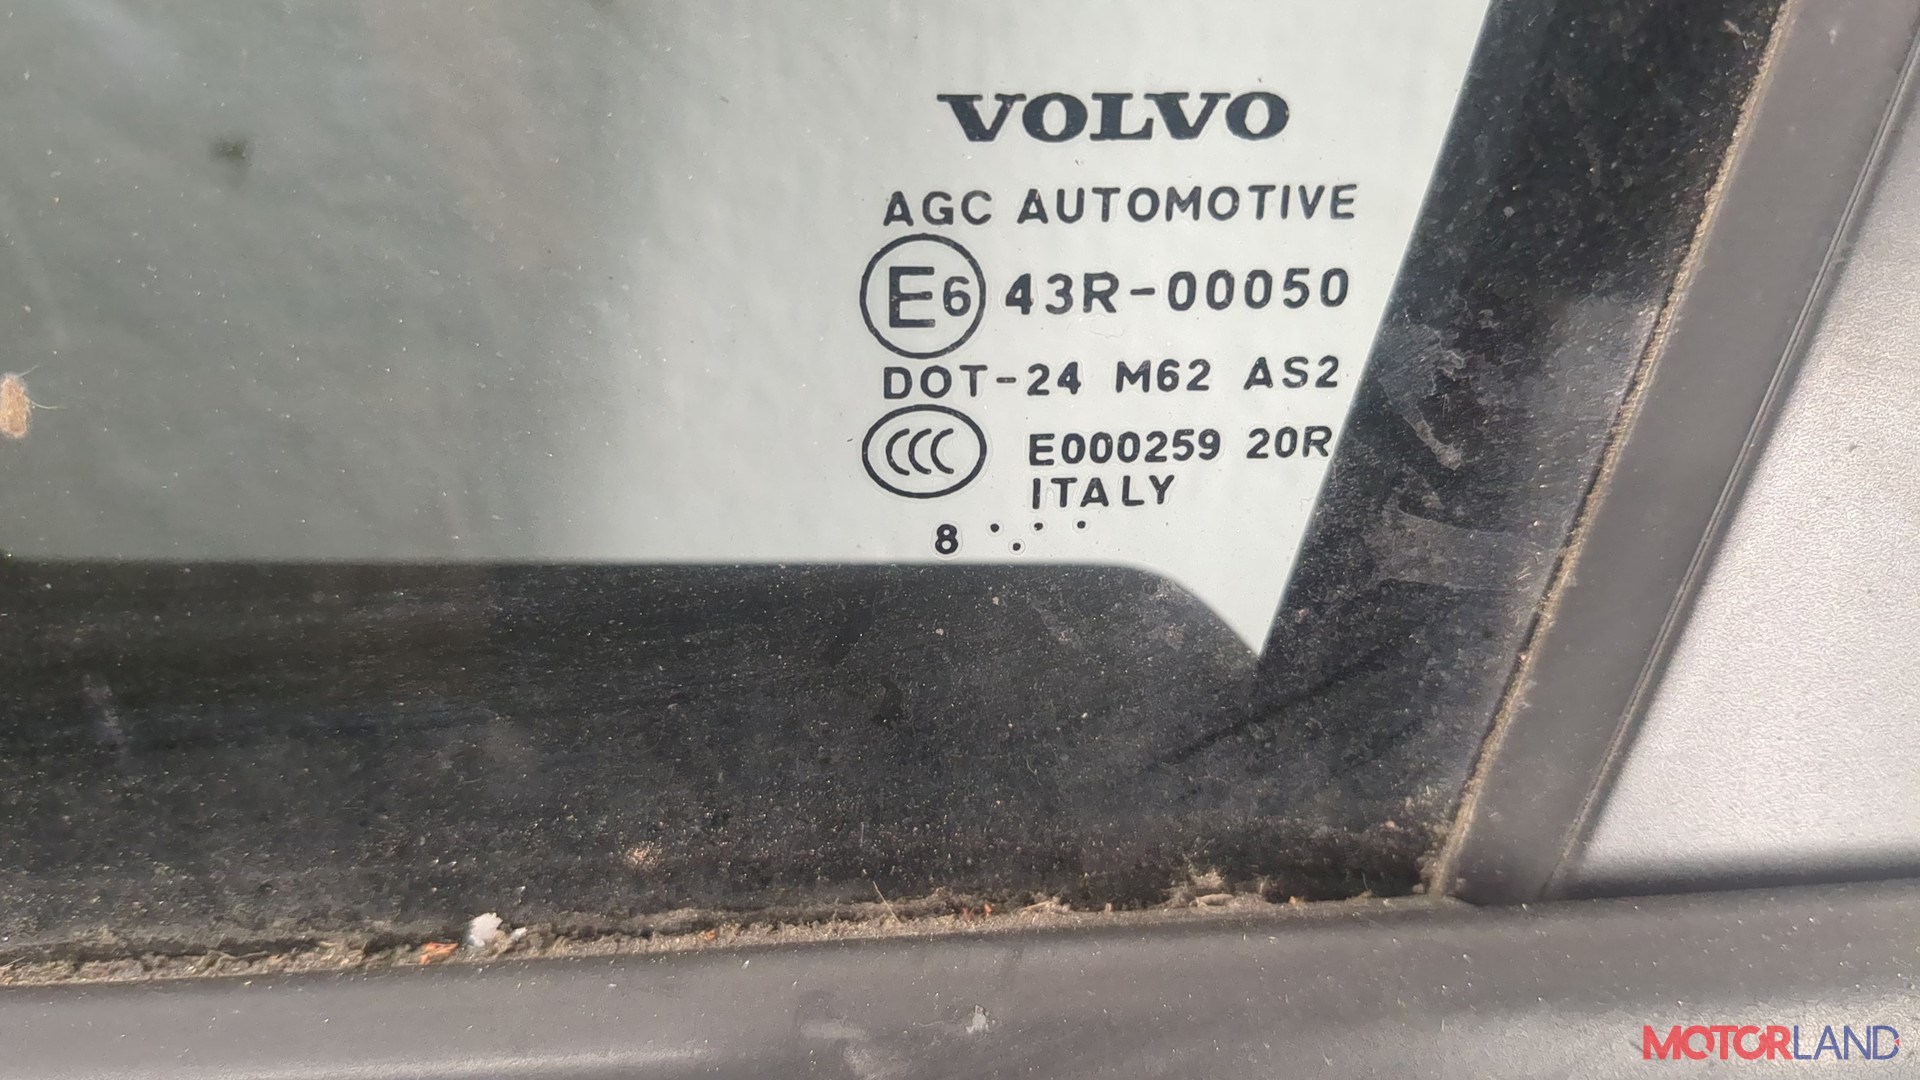 VOLVO
AGC AUTOMOTIVE
E6 43R-00050
DOT-24 M62 AS2
CCC E000259 20R
ITALY
8 · . · ·
MOTORLAND